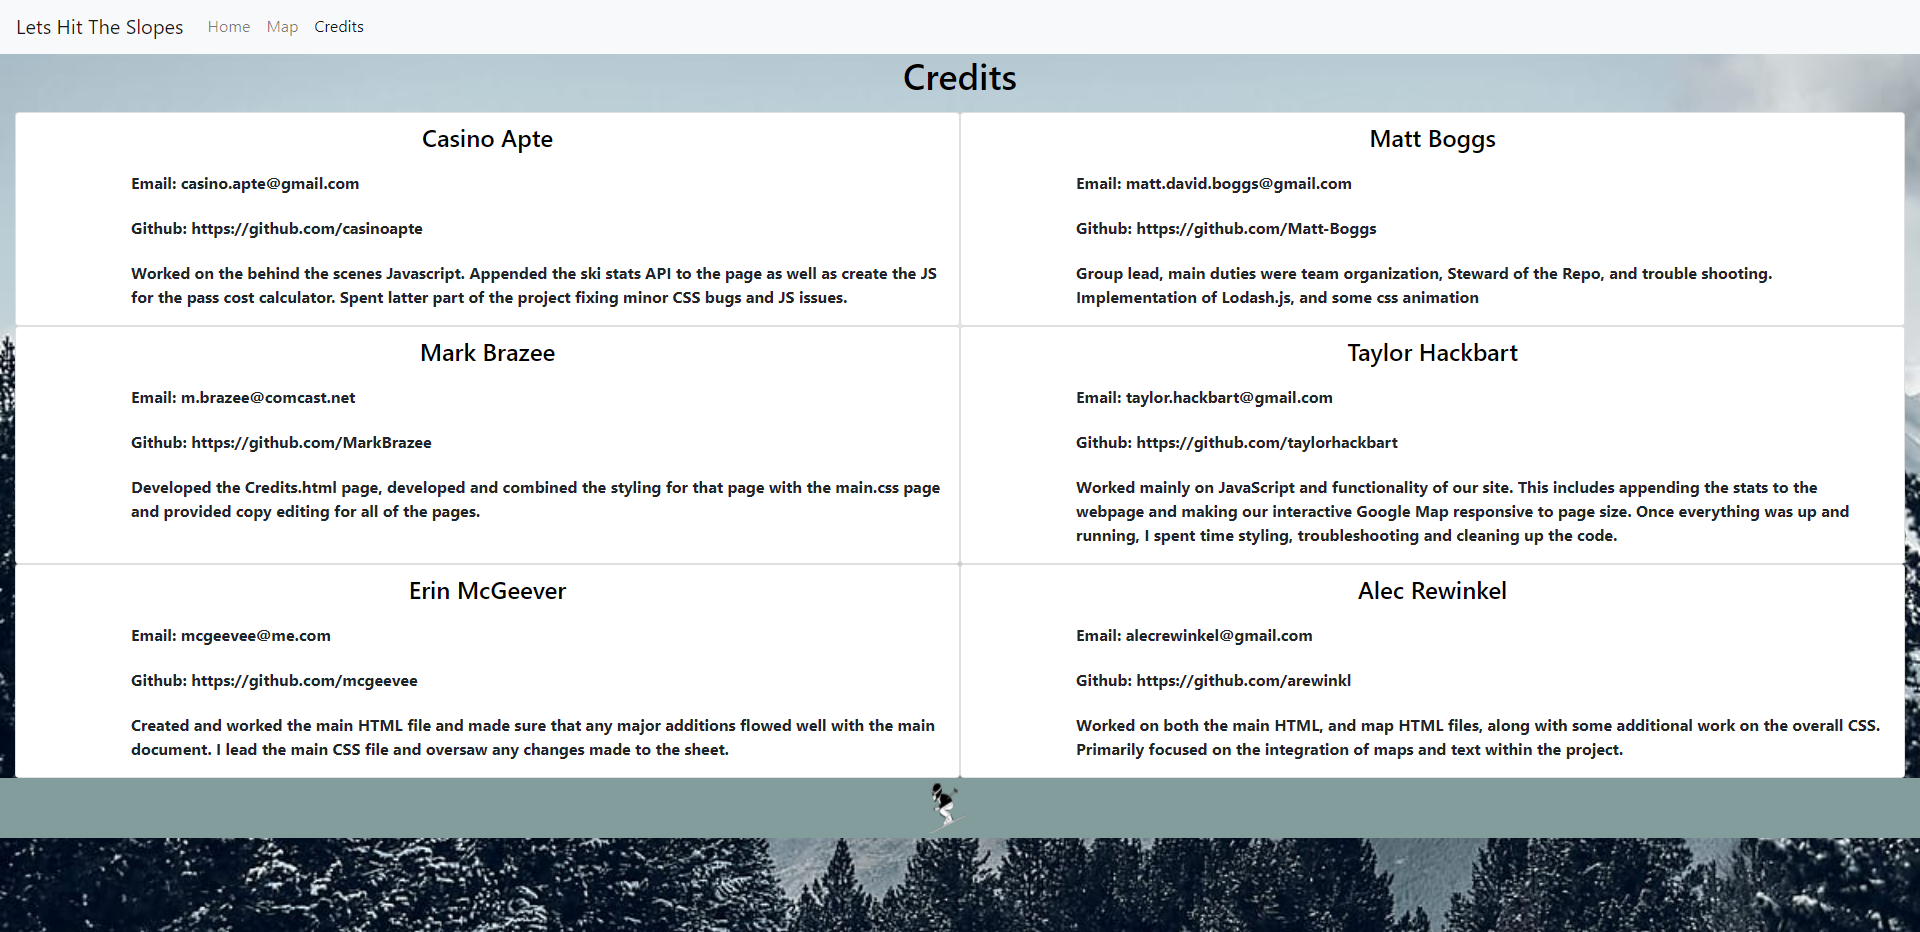 Lets Hit The Slopes Home Map Credits
Credits
Casino Apte
Email: casino.apte@gmail.com
Github: https://github.com/casinoapte
Worked on the behind the scenes Javascript. Appended the ski stats API to the page as well as create the JS
for the pass cost calculator. Spent latter part of the project fixing minor CSS bugs and JS issues.
Matt Boggs
Email: matt.david.boggs@gmail.com
Github: https://github.com/Matt-Boggs
Group lead, main duties were team organization, Steward of the Repo, and trouble shooting.
Implementation of Lodash.js, and some css animation
Mark Brazee
Email: m.brazee@comcast.net
Github: https://github.com/MarkBrazee
Developed the Credits.html page, developed and combined the styling for that page with the main.css page
and provided copy editing for all of the pages.
Taylor Hackbart
Email: taylor.hackbart@gmail.com
Github: https://github.com/taylorhackbart
Worked mainly on JavaScript and functionality of our site. This includes appending the stats to the
webpage and making our interactive Google Map responsive to page size. Once everything was up and
running, I spent time styling, troubleshooting and cleaning up the code.
Erin McGeever
Email: mcgeevee@me.com
Github: https://github.com/mcgeevee
Created and worked the main HTML file and made sure that any major additions flowed well with the main
document. I lead the main CSS file and oversaw any changes made to the sheet.
Alec Rewinkel
Email: alecrewinkel@gmail.com
Github: https://github.com/arewinkl
Worked on both the main HTML, and map HTML files, along with some additional work on the overall CSS.
Primarily focused on the integration of maps and text within the project.